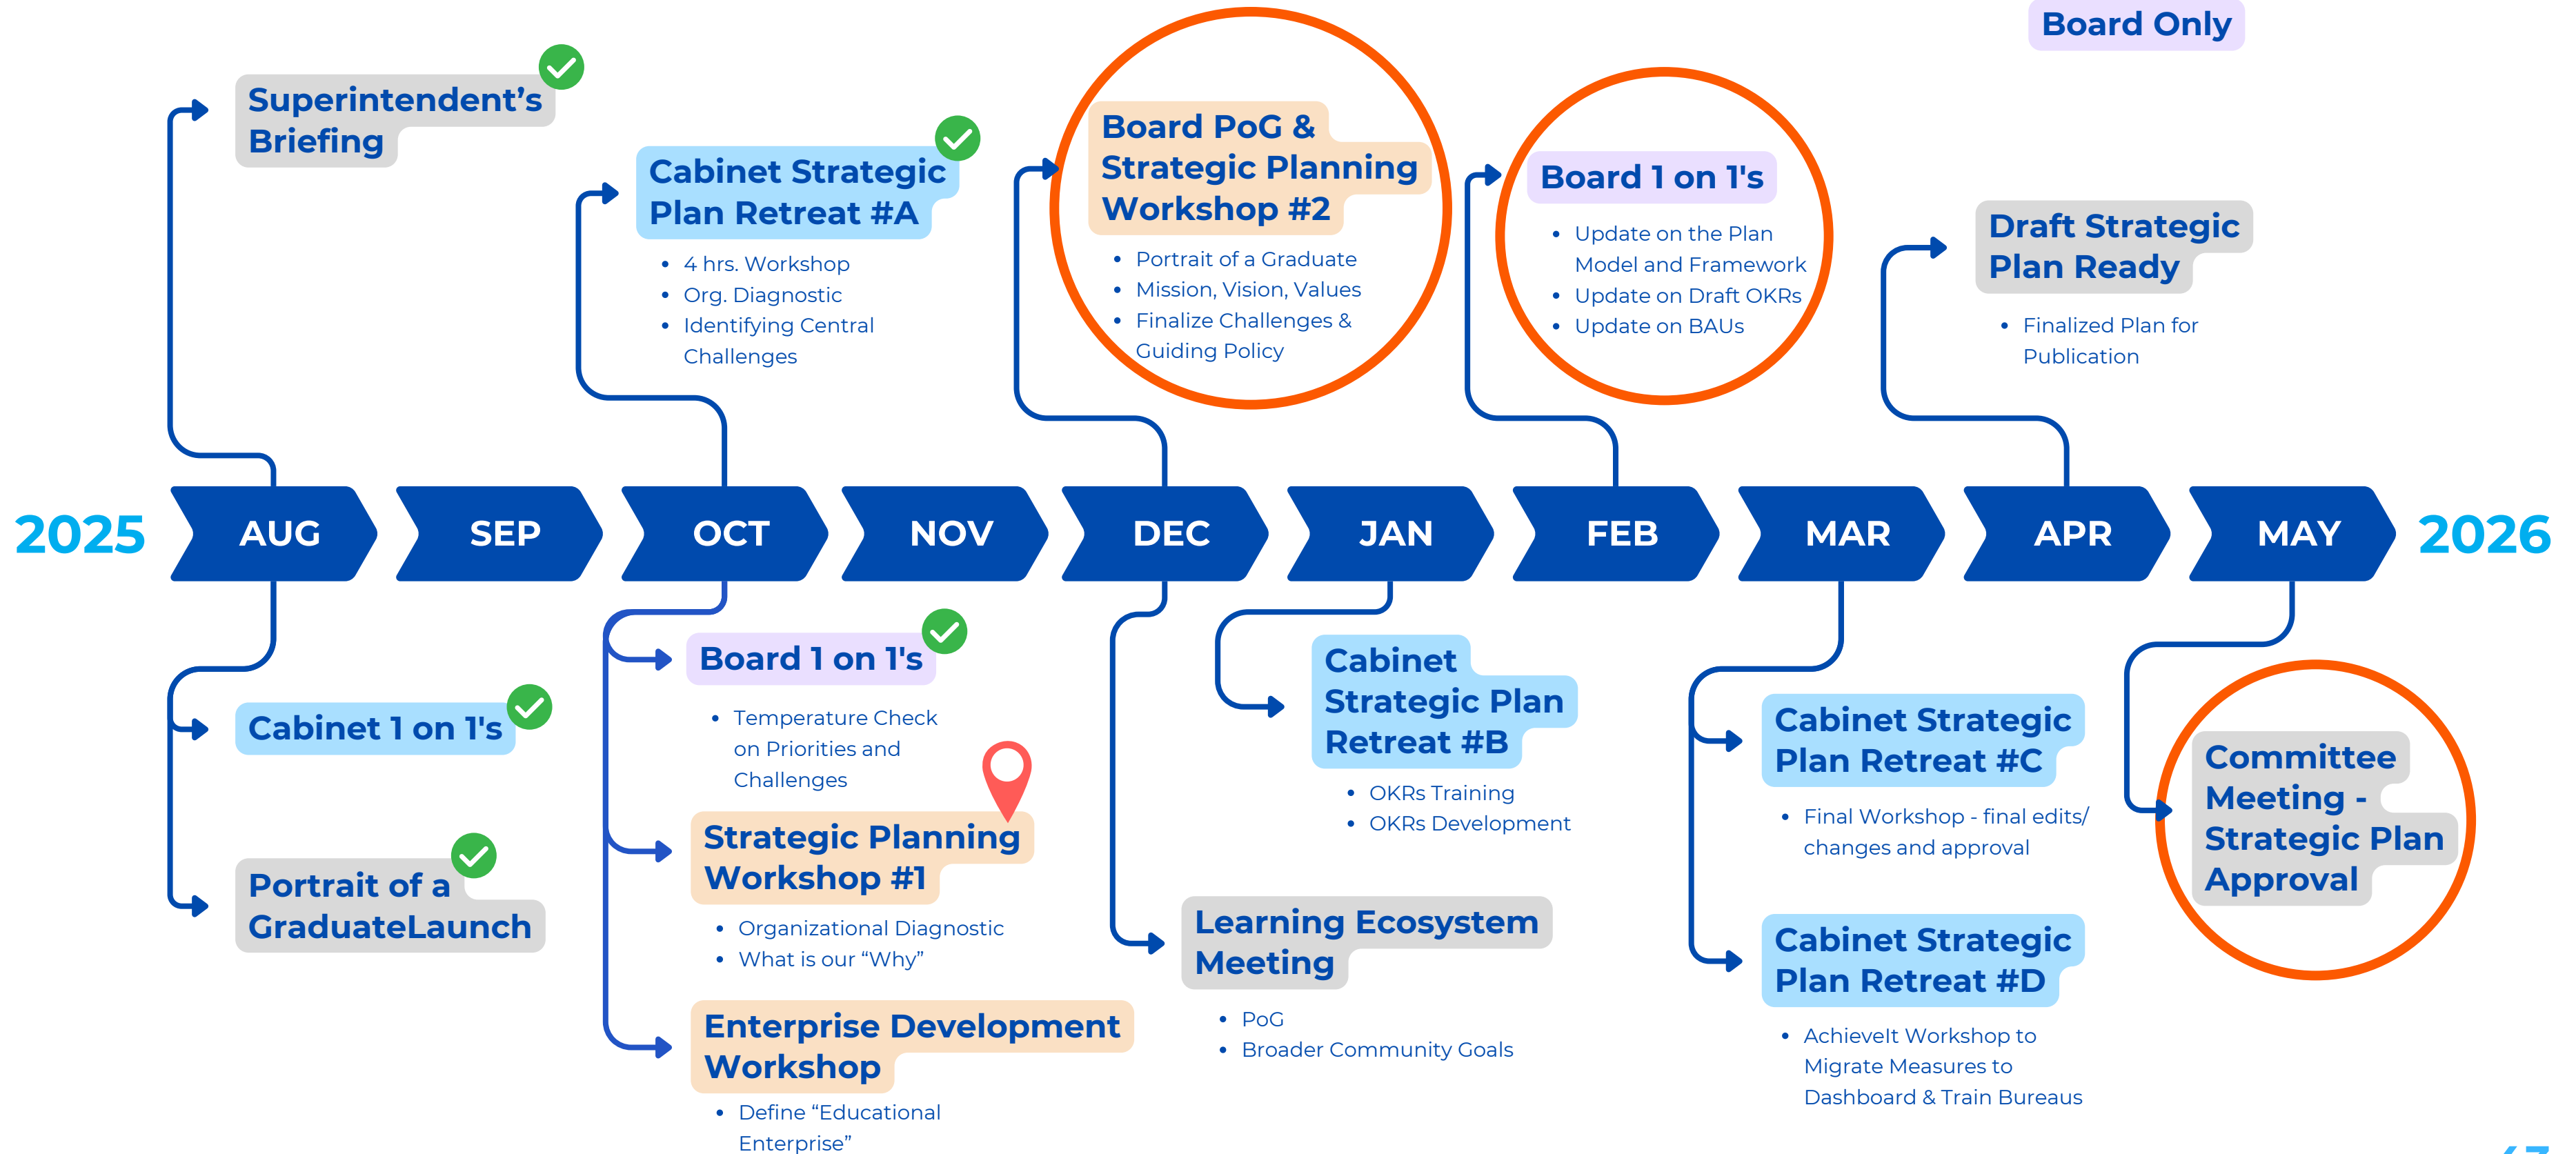 Board Only
Superintendent’s
Briefing
Cabinet Strategic
Plan Retreat #A
• 4 hrs. Workshop
• Org. Diagnostic
• Identifying Central
Challenges
Board PoG &
Strategic Planning
Workshop #2
• Portrait of a Graduate
• Mission, Vision, Values
• Finalize Challenges &
Guiding Policy
Board 1 on 1's
• Update on the Plan
Model and Framework
• Update on Draft OKRs
• Update on BAUs
Draft Strategic
Plan Ready
• Finalized Plan for
Publication
2025 AUG SEP OCT NOV DEC JAN FEB MAR APR MAY 2026
Cabinet 1 on 1's
Portrait of a
GraduateLaunch
Board 1 on 1's
• Temperature Check
on Priorities and
Challenges
Strategic Planning
Workshop #1
• Organizational Diagnostic
• What is our “Why”
Enterprise Development
Workshop
• Define “Educational
Enterprise”
Cabinet
Strategic Plan
Retreat #B
• OKRs Training
• OKRs Development
Learning Ecosystem
Meeting
• PoG
• Broader Community Goals
Cabinet Strategic
Plan Retreat #C
• Final Workshop - final edits/
changes and approval
Cabinet Strategic
Plan Retreat #D
• AchieveIt Workshop to
Migrate Measures to
Dashboard & Train Bureaus
Committee
Meeting -
Strategic Plan
Approval